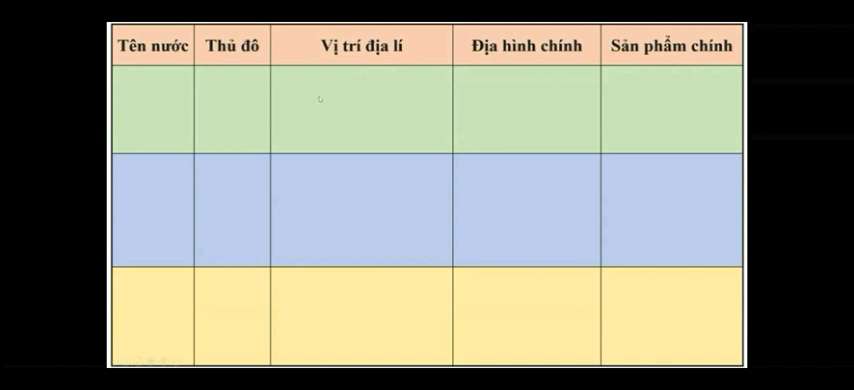 Tên nước Thủ đô Vị trí địa lí Địa hình chính Sản phẩm chính